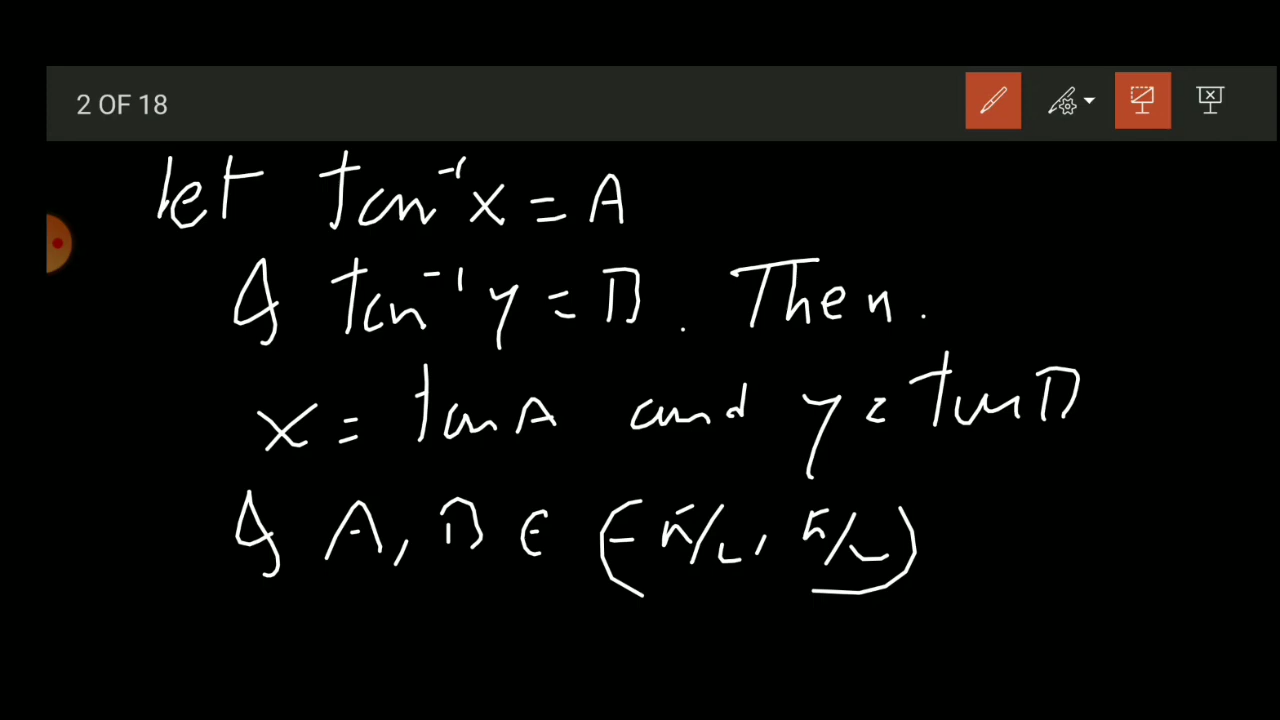 2 OF 18
let tan⁻¹x = A
& tan⁻¹y = B. Then.
x = tanA and y = tanB
& A, B ∈ (-π/2, π/2)